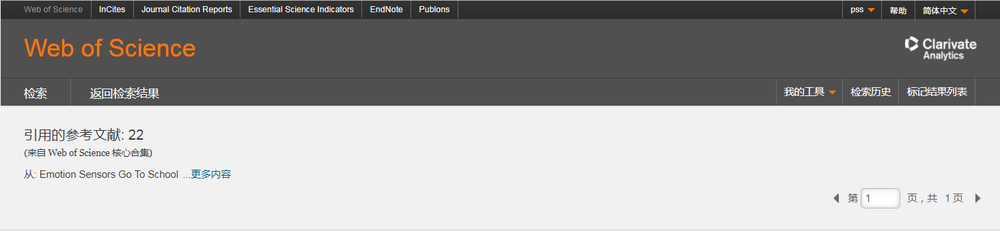 Web of Science InCites Journal Citation Reports Essential Science Indicators EndNote Publons pss 帮助 简体中文
Web of Science
Clarivate
Analytics
检索 返回检索结果 我的工具 检索历史 标记结果列表
引用的参考文献: 22
(来自 Web of Science 核心合集)
从: Emotion Sensors Go To School ...更多内容
第 1 页 , 共 1 页